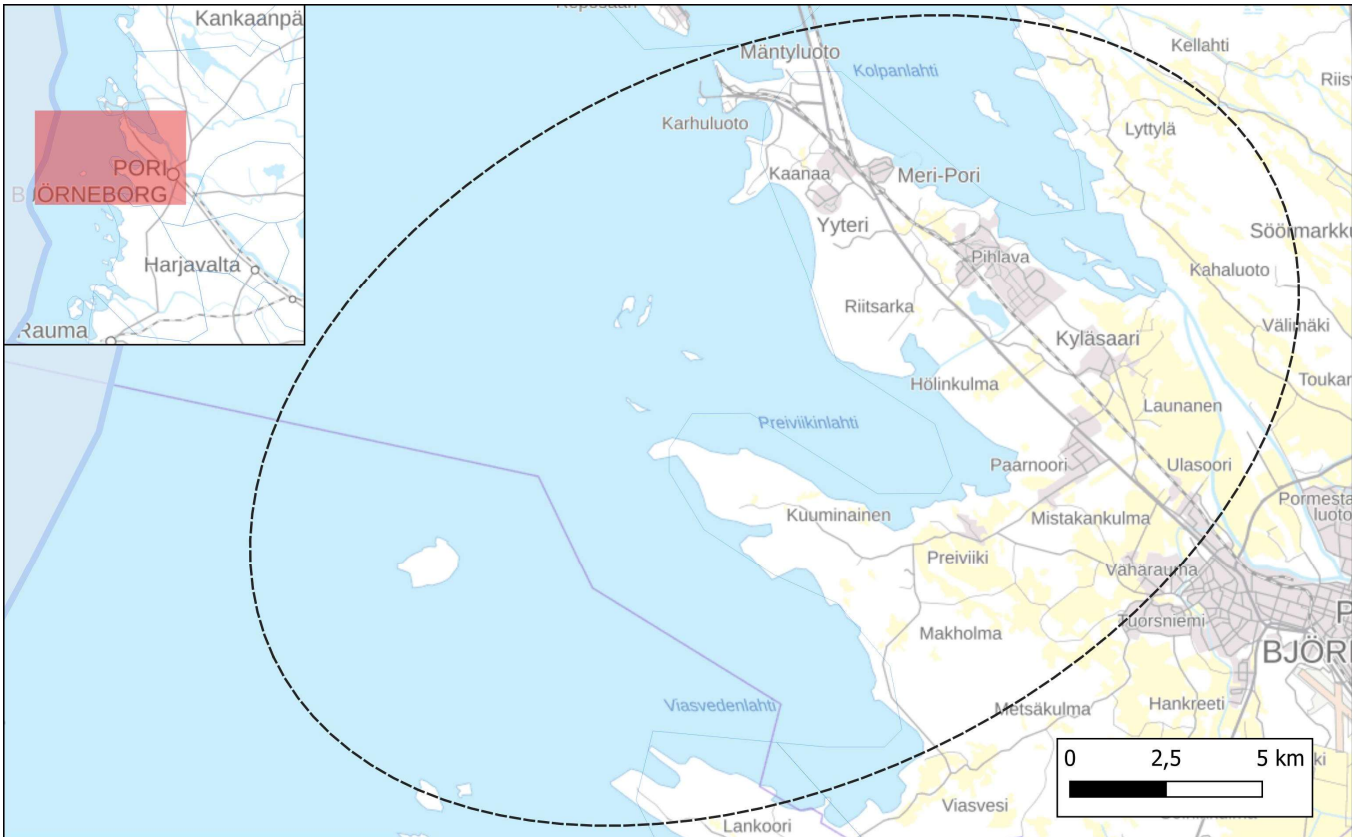 Kankaanpä
PORI
BJÖRNEBORG
Harjavalta
Rauma
Mäntyluoto
Kolpanlahti
Kellahti
Karhuluoto
Lyttylä
Kaanaa
Meri-Pori
Yyteri
Söörmarkku
Pihlava
Kahaluoto
Riitsarka
Välimäki
Kyläsaari
Hölinkulma
Toukar
Launanen
Preiviikinlahti
Paarnoori
Ulasoori
Pormesta
luoto
Kuuminainen
Mistakankulma
Preiviiki
Vähärauma
Tuorsniemi
P
Makholma
BJÖR
Viasvedenlahti
Metsäkulma
Hankreeti
0 2,5 5 km
ki
Viasvesi
Lankoori